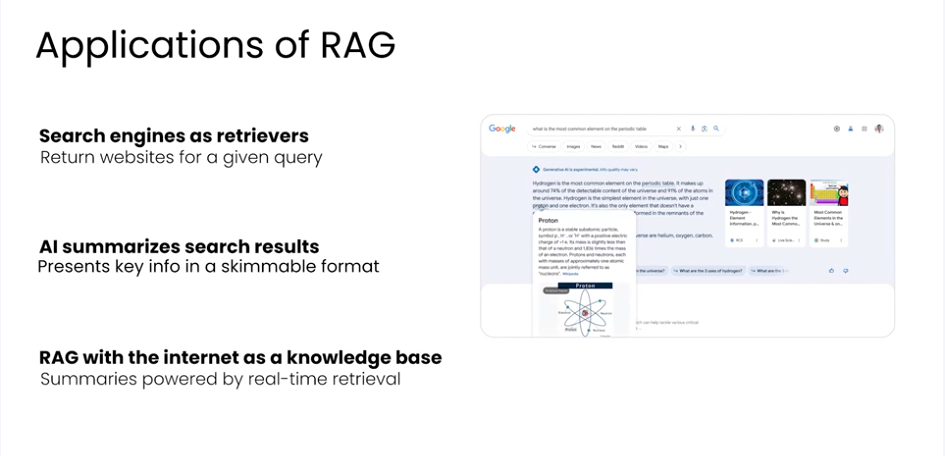 Applications of RAG
Search engines as retrievers
Return websites for a given query
AI summarizes search results
Presents key info in a skimmable format
RAG with the internet as a knowledge base
Summaries powered by real-time retrieval
Google
what is the most common element on the periodic table
Converse Images News Reddit Videos Maps
Generative AI is experimental. Info quality may vary.
Hydrogen is the most common element on the periodic table. It makes up
around 74% of the detectable content of the universe and 91% of the atoms in
the universe. Hydrogen is the simplest element in the universe, with just one
proton and one electron. It's also the only element that doesn't have a
formed in the remnants of the
verse are helium, oxygen, carbon,
Proton
A proton is a stable subatomic particle,
symbol p, H+, or 1H+ with a positive electric
charge of +1 e. Its mass is slightly less than
that of a neutron and 1,836 times the mass
of an electron. Protons and neutrons, each
with masses of approximately one atomic
mass unit, are jointly referred to as
"nucleons". Wikipedia
Proton
Proton
Hydrogen -
Element
information, p...
Why is
Hydrogen the
Most Commo...
Live Scie...
Most Common
Elements in the
Universe & on...
Study
in the universe?
What are the 3 uses of hydrogen?
What are the